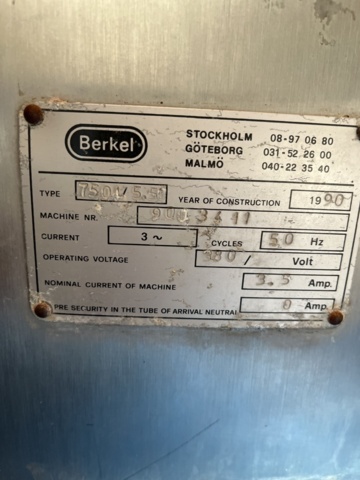 Berkel
STOCKHOLM 08-97 06 80
GÖTEBORG 031-52 26 00
MALMÖ 040-22 35 40
TYPE YEAR OF CONSTRUCTION 1990
MACHINE NR.
CURRENT 3 ~ CYCLES 50 Hz
OPERATING VOLTAGE 380/ Volt
NOMINAL CURRENT OF MACHINE 3.5 Amp.
PRE SECURITY IN THE TUBE OF ARRIVAL NEUTRAL Amp.